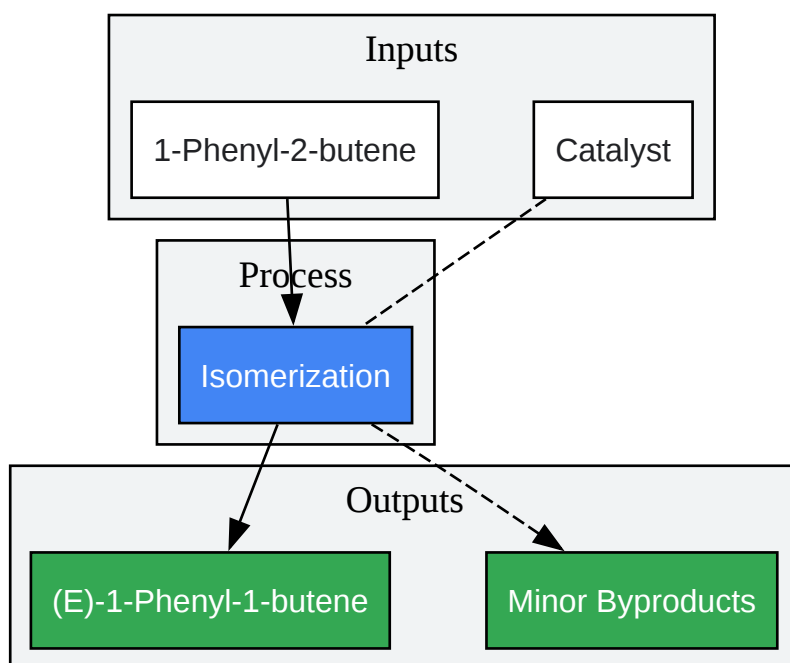 Inputs
1-Phenyl-2-butene
Catalyst
Process
Isomerization
Outputs
(E)-1-Phenyl-1-butene
Minor Byproducts